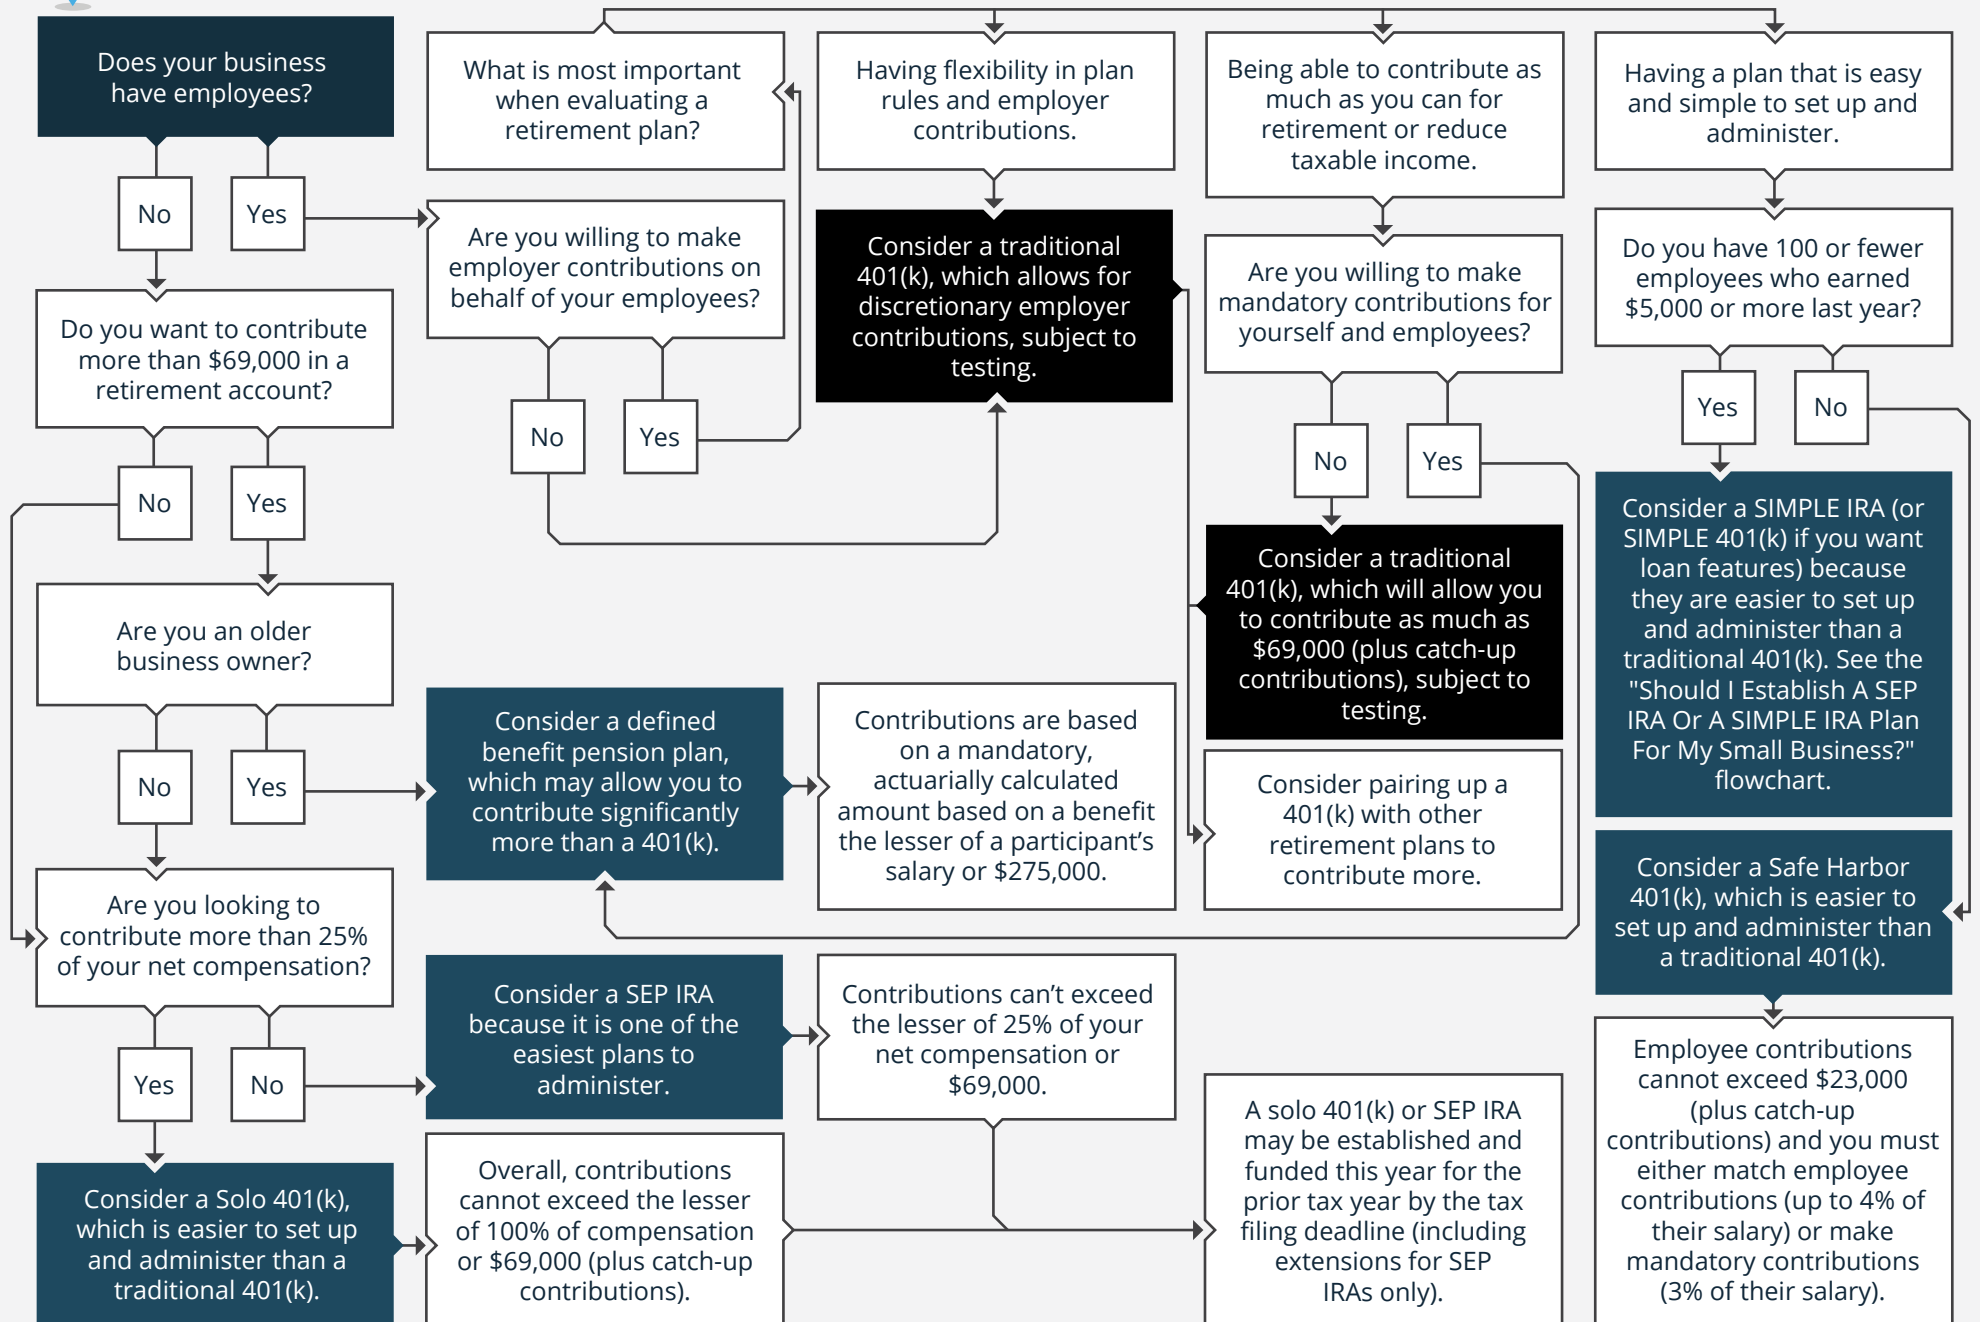 Does your business
have employees?
No
Yes
Do you want to contribute
more than $69,000 in a
retirement account?
No
Yes
Are you an older
business owner?
No
Yes
Are you looking to
contribute more than 25%
of your net compensation?
Yes
No
Consider a Solo 401(k),
which is easier to set up
and administer than a
traditional 401(k).
What is most important
when evaluating a
retirement plan?
Are you willing to make
employer contributions on
behalf of your employees?
No
Yes
Consider a defined
benefit pension plan,
which may allow you to
contribute significantly
more than a 401(k).
Consider a SEP IRA
because it is one of the
easiest plans to
administer.
Overall, contributions
cannot exceed the lesser
of 100% of compensation
or $69,000 (plus catch-up
contributions).
Having flexibility in plan
rules and employer
contributions.
Consider a traditional
401(k), which allows for
discretionary employer
contributions, subject to
testing.
Contributions are based
on a mandatory,
actuarially calculated
amount based on a benefit
the lesser of a participant’s
salary or $275,000.
Contributions can’t exceed
the lesser of 25% of your
net compensation or
$69,000.
Being able to contribute as
much as you can for
retirement or reduce
taxable income.
Are you willing to make
mandatory contributions for
yourself and employees?
No
Yes
Consider a traditional
401(k), which will allow you
to contribute as much as
$69,000 (plus catch-up
contributions), subject to
testing.
Consider pairing up a
401(k) with other
retirement plans to
contribute more.
A solo 401(k) or SEP IRA
may be established and
funded this year for the
prior tax year by the tax
filing deadline (including
extensions for SEP
IRAs only).
Having a plan that is easy
and simple to set up and
administer.
Do you have 100 or fewer
employees who earned
$5,000 or more last year?
Yes
No
Consider a SIMPLE IRA (or
SIMPLE 401(k) if you want
loan features) because
they are easier to set up
and administer than a
traditional 401(k). See the
"Should I Establish A SEP
IRA Or A SIMPLE IRA Plan
For My Small Business?"
flowchart.
Consider a Safe Harbor
401(k), which is easier to
set up and administer than
a traditional 401(k).
Employee contributions
cannot exceed $23,000
(plus catch-up
contributions) and you must
either match employee
contributions (up to 4% of
their salary) or make
mandatory contributions
(3% of their salary).